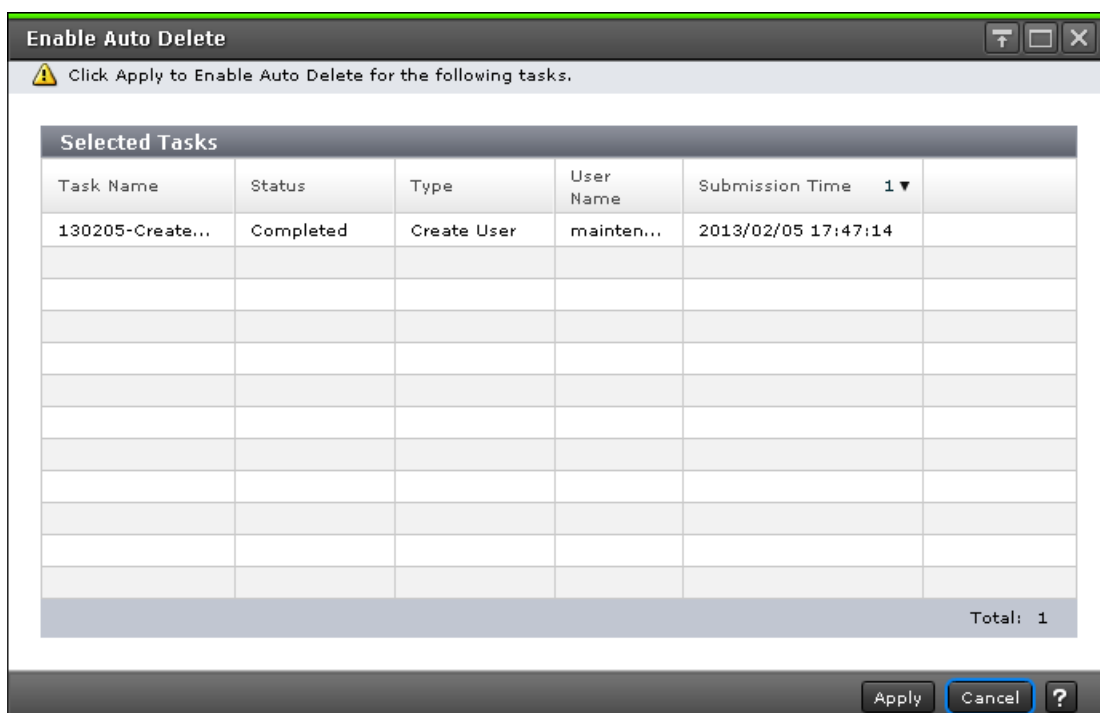 Enable Auto Delete
Click Apply to Enable Auto Delete for the following tasks.
Selected Tasks
Task Name Status Type User Name Submission Time 1▼
130205-Create... Completed Create User mainten... 2013/02/05 17:47:14
Total: 1
Apply Cancel ?